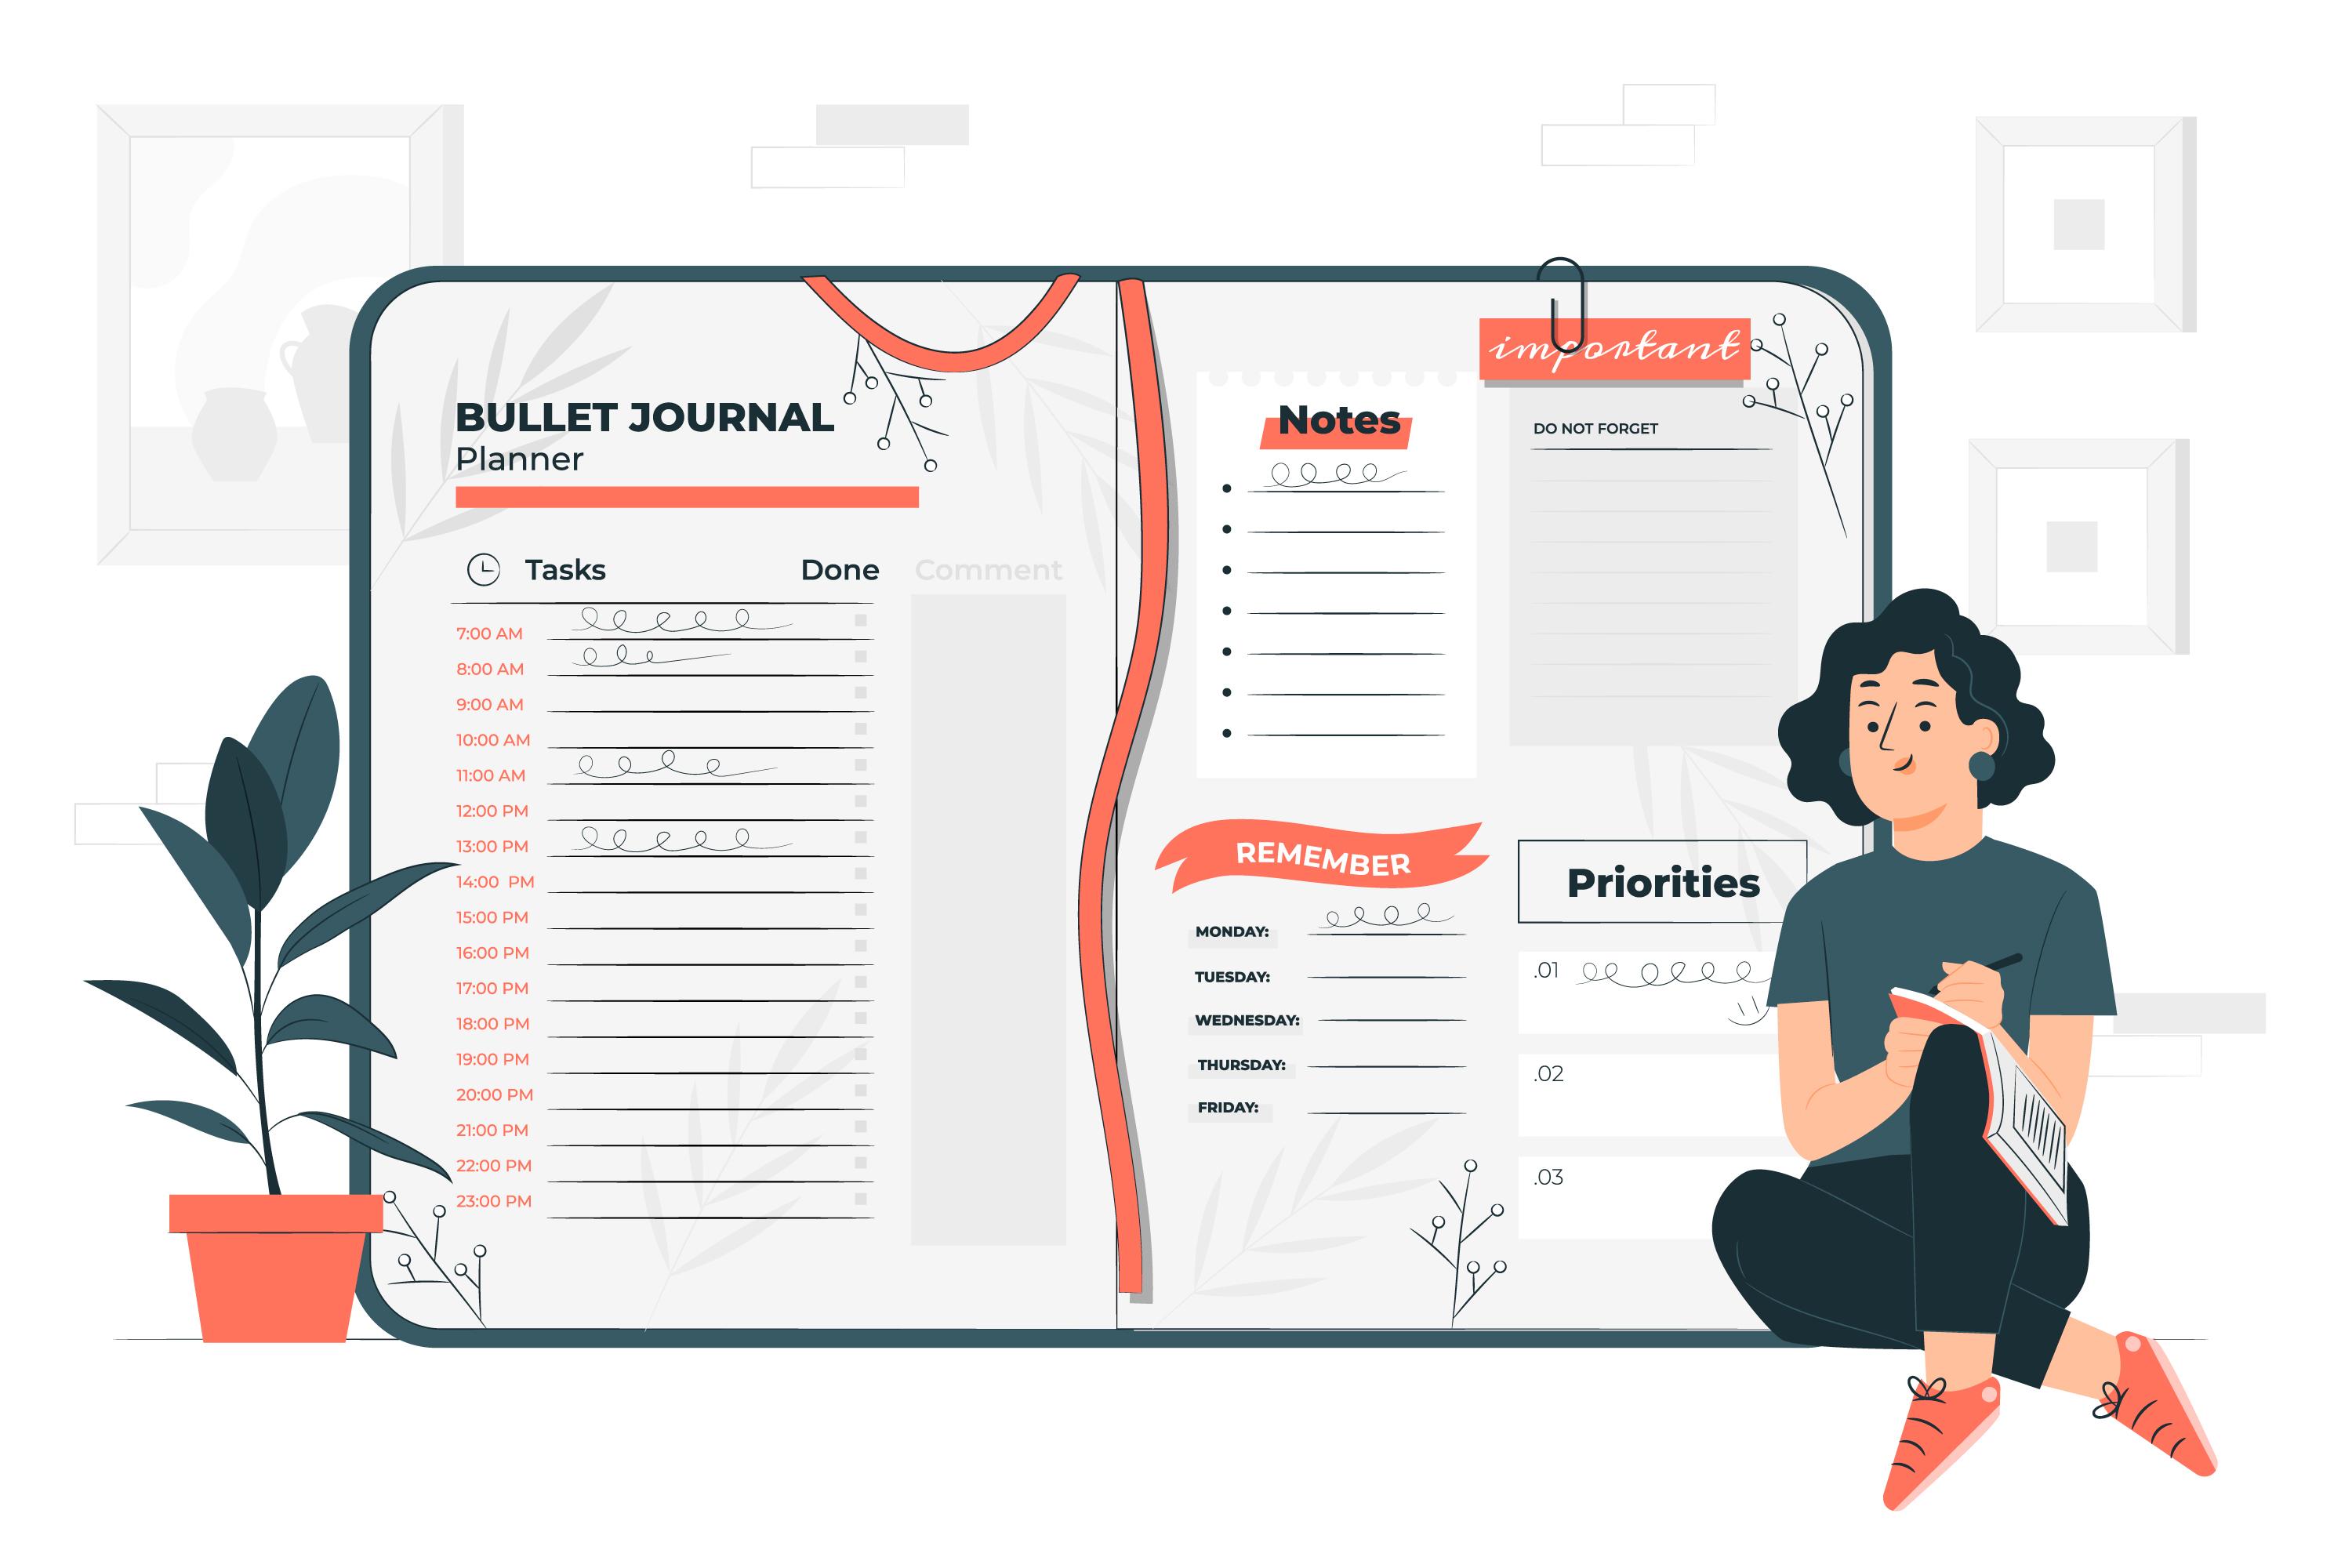 BULLET JOURNAL
Planner
Tasks Done Comment
7:00 AM
8:00 AM
9:00 AM
10:00 AM
11:00 AM
12:00 PM
13:00 PM
14:00 PM
15:00 PM
16:00 PM
17:00 PM
18:00 PM
19:00 PM
20:00 PM
21:00 PM
22:00 PM
23:00 PM
important
Notes
DO NOT FORGET
REMEMBER
MONDAY:
TUESDAY:
WEDNESDAY:
THURSDAY:
FRIDAY:
Priorities
.01
.02
.03